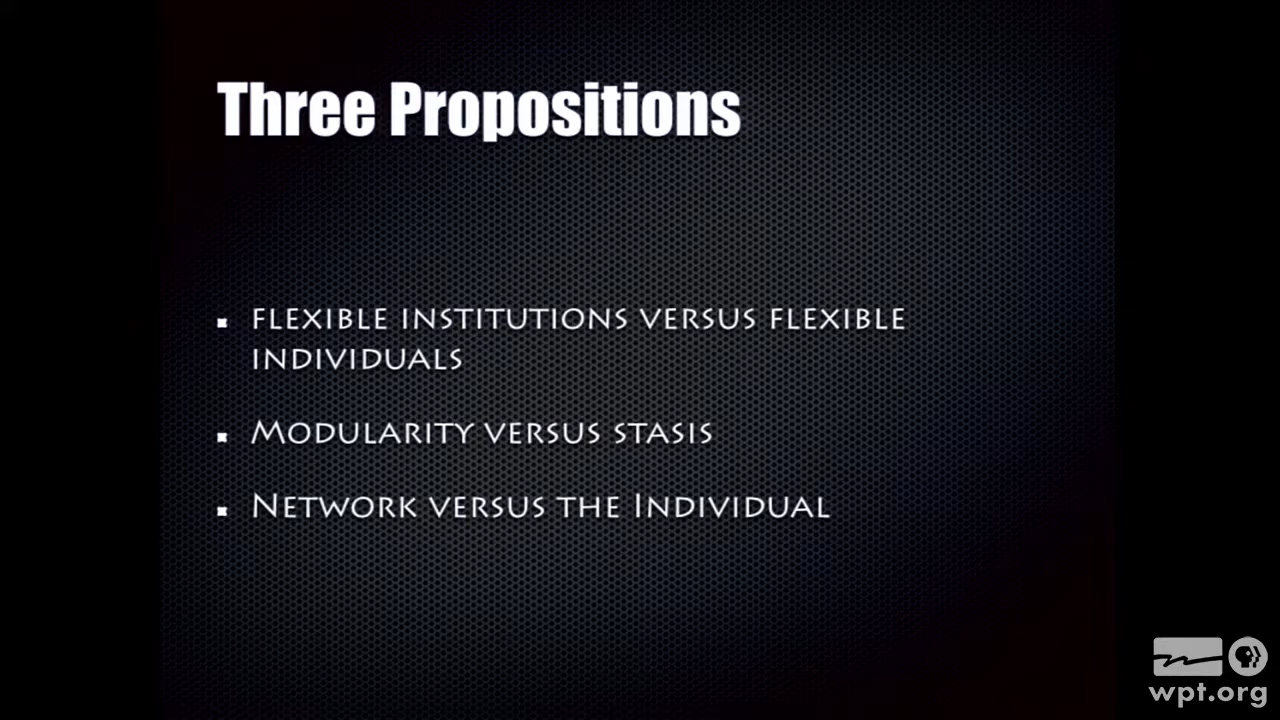 Three Propositions
FLEXIBLE INSTITUTIONS VERSUS FLEXIBLE
INDIVIDUALS
MODULARITY VERSUS STASIS
NETWORK VERSUS THE INDIVIDUAL
wpt.org